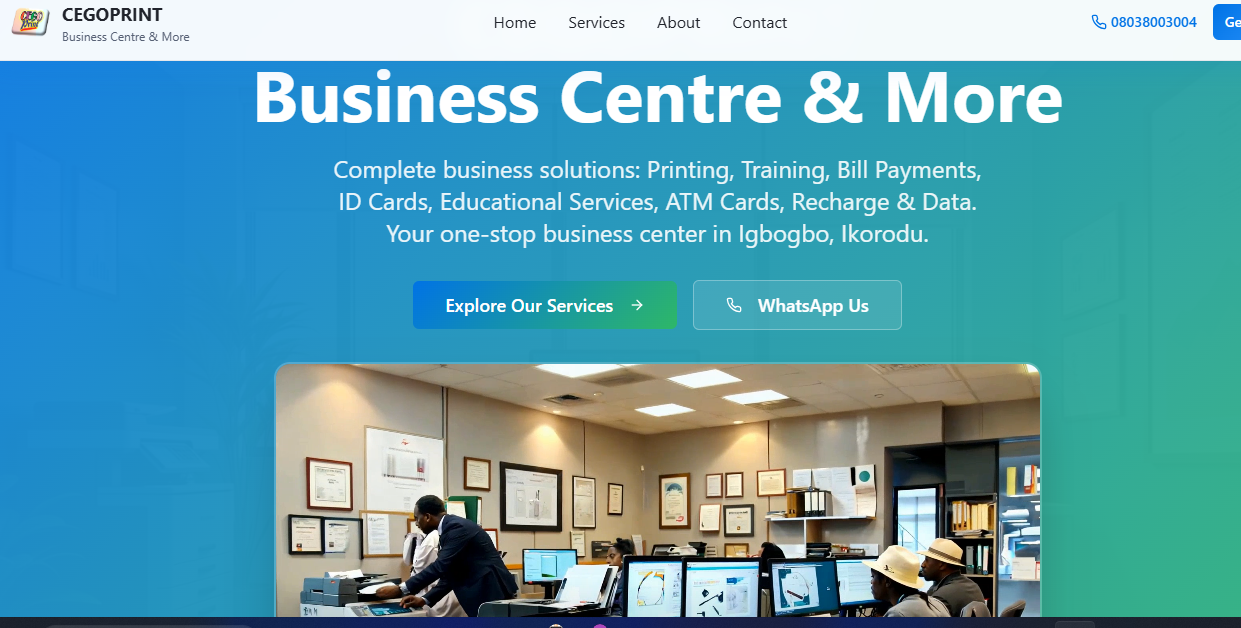 CEGOPRINT
Business Centre & More
Home
Services
About
Contact
08038003004
Ge
Business Centre & More
Complete business solutions: Printing, Training, Bill Payments,
ID Cards, Educational Services, ATM Cards, Recharge & Data.
Your one-stop business center in Igbogbo, Ikorodu.
Explore Our Services
WhatsApp Us